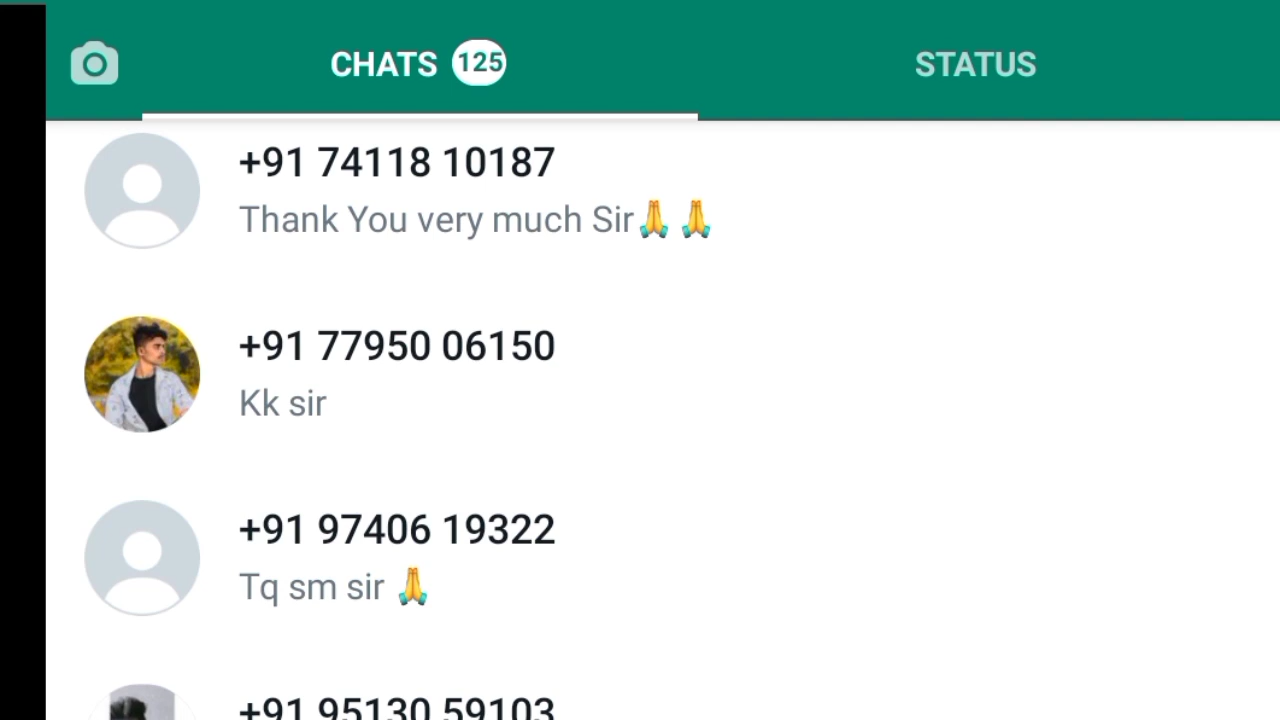 CHATS 125 STATUS
+91 74118 10187
Thank You very much Sir🙏 🙏
+91 77950 06150
Kk sir
+91 97406 19322
Tq sm sir 🙏
+91 95130 59103